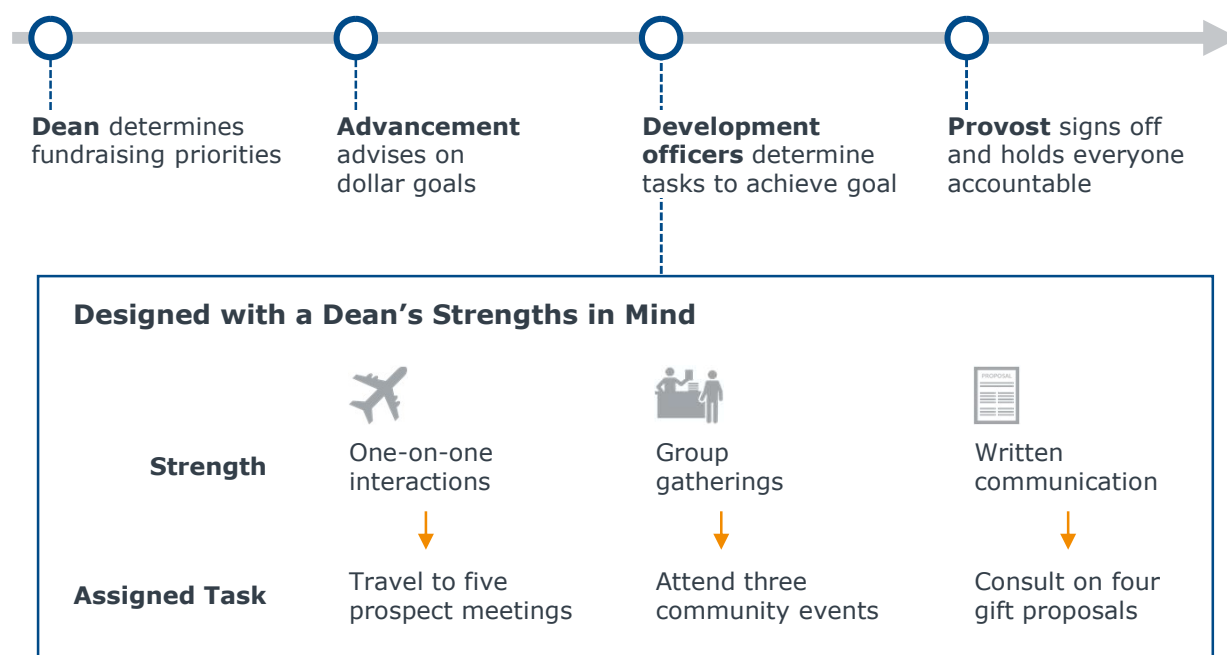 Dean determines
fundraising priorities
Advancement
advises on
dollar goals
Development
officers determine
tasks to achieve goal
Provost signs off
and holds everyone
accountable
Designed with a Dean’s Strengths in Mind
PROPOSAL
Strength
One-on-one
interactions
Group
gatherings
Written
communication
Assigned Task
Travel to five
prospect meetings
Attend three
community events
Consult on four
gift proposals